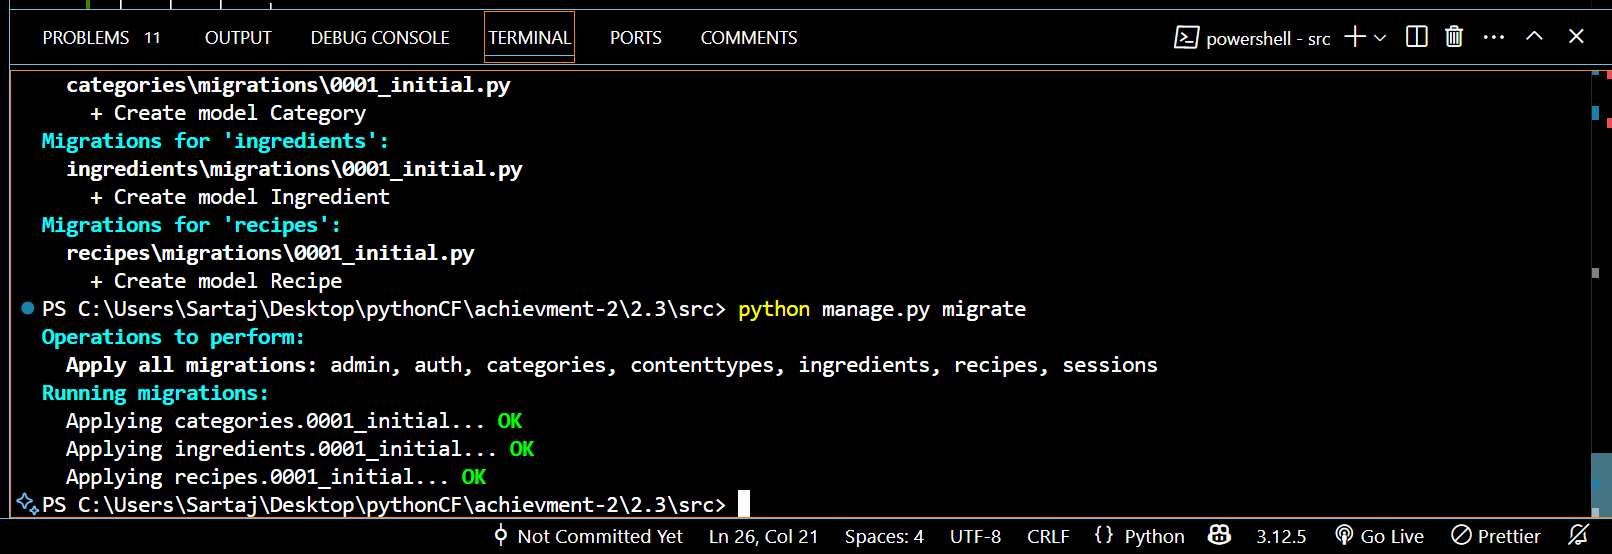 PROBLEMS 11 OUTPUT DEBUG CONSOLE TERMINAL PORTS COMMENTS powershell - src
categories\migrations\0001_initial.py
+ Create model Category
Migrations for 'ingredients':
ingredients\migrations\0001_initial.py
+ Create model Ingredient
Migrations for 'recipes':
recipes\migrations\0001_initial.py
+ Create model Recipe
PS C:\Users\Sartaj\Desktop\pythonCF\achievment-2\2.3\src> python manage.py migrate
Operations to perform:
Apply all migrations: admin, auth, categories, contenttypes, ingredients, recipes, sessions
Running migrations:
Applying categories.0001_initial... OK
Applying ingredients.0001_initial... OK
Applying recipes.0001_initial... OK
PS C:\Users\Sartaj\Desktop\pythonCF\achievment-2\2.3\src>
Not Committed Yet Ln 26, Col 21 Spaces: 4 UTF-8 CRLF {} Python 3.12.5 Go Live Prettier